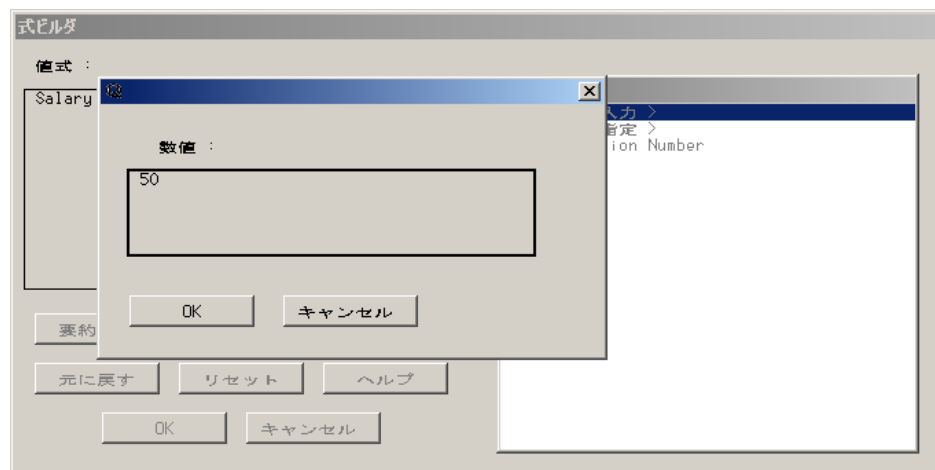 式ビルダ
値式 :
Salary
入力 >
指定 >
ion Number
数値 :
50
OK
キャンセル
要約
元に戻す
リセット
ヘルプ
OK
キャンセル